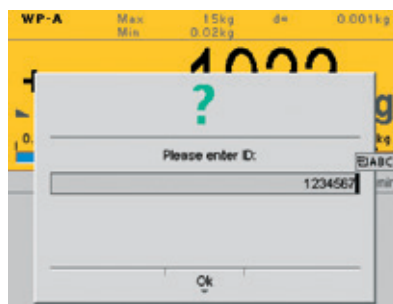 WP-A Max 15kg d= 0.001kg
Min 0.02kg
?
Please enter ID:
ABC
1234567
Ok